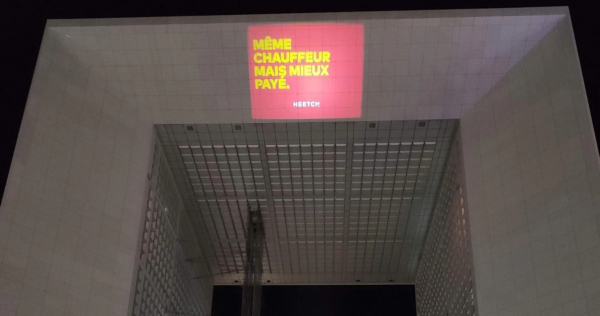 MÊME
CHAUFFEUR
MAIS MIEUX
PAYÉ.
HEETCH